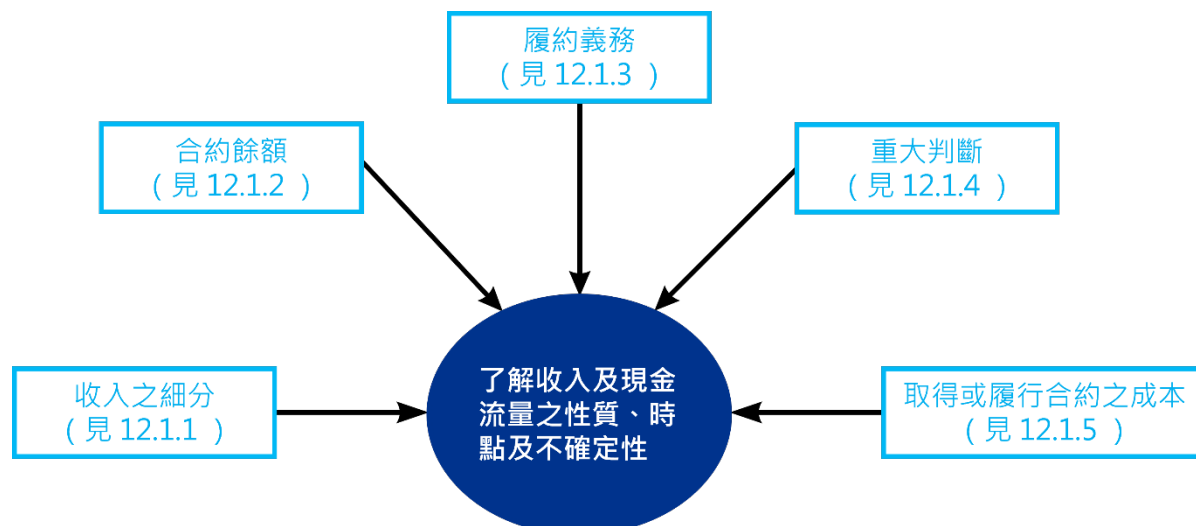 履約義務
（見 12.1.3 ）
合約餘額
（見 12.1.2 ）
重大判斷
（見 12.1.4 ）
收入之細分
（見 12.1.1 ）
了解收入及現金
流量之性質、時
點及不確定性
取得或履行合約之成本
（見 12.1.5 ）